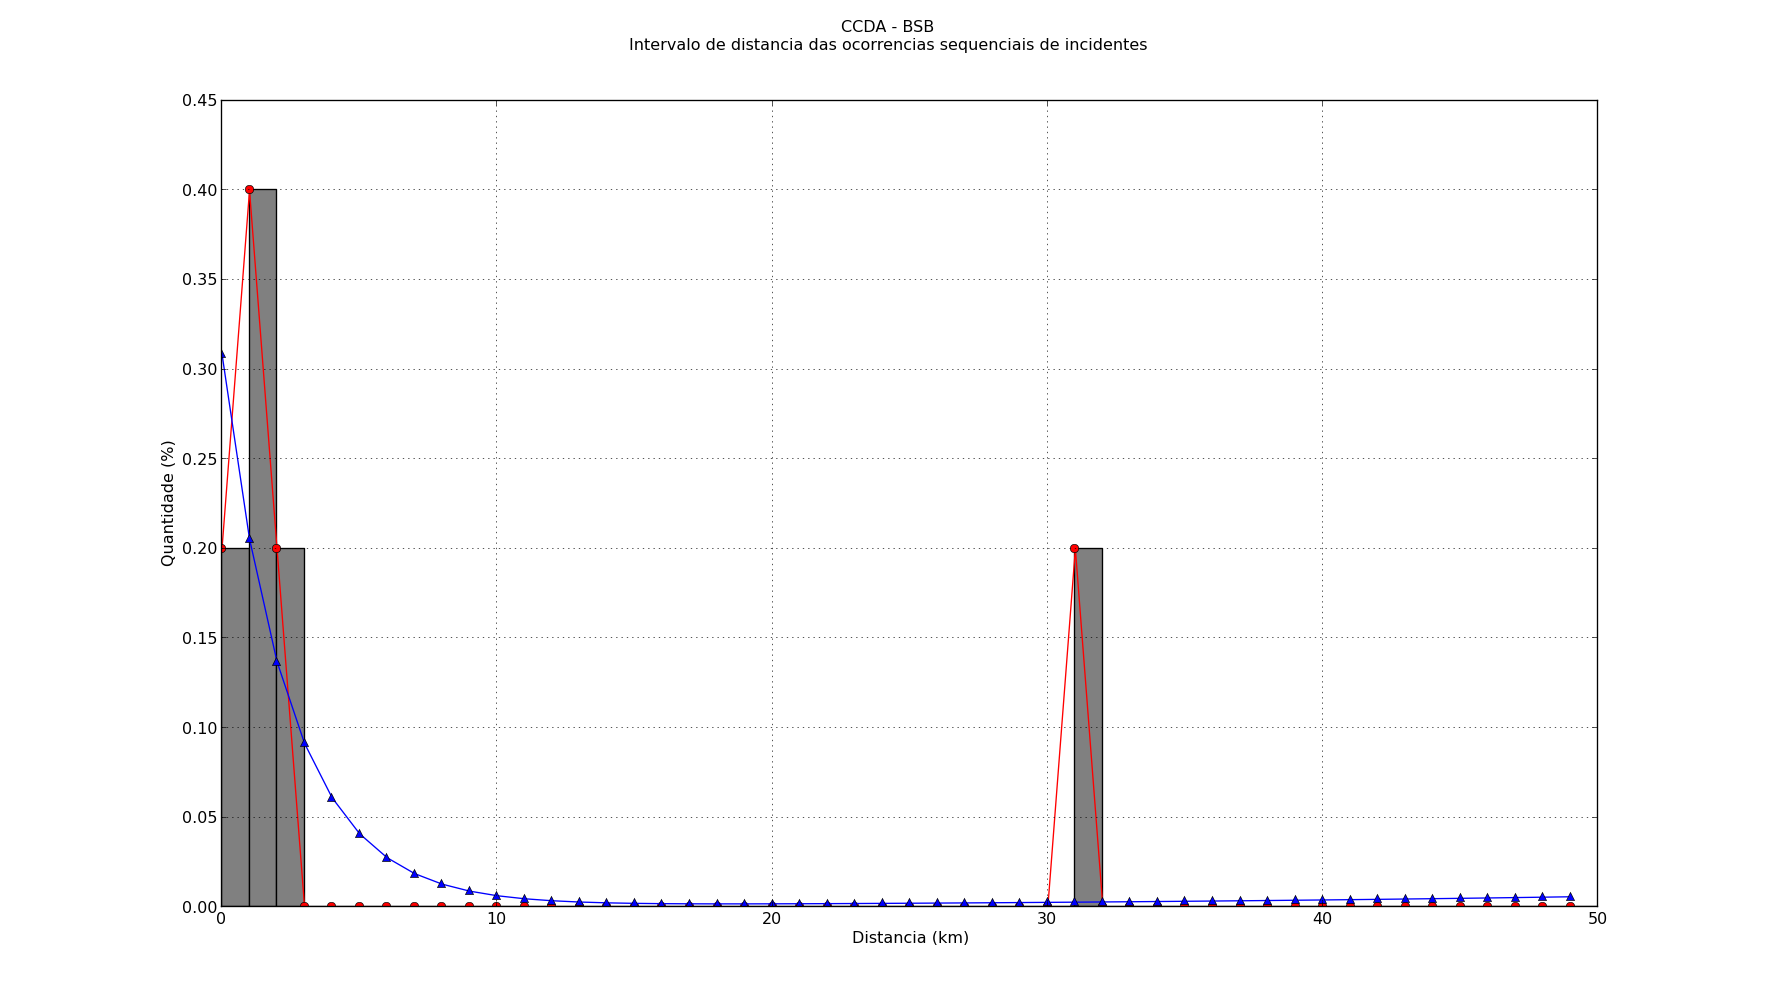 CCDA - BSB
Intervalo de distancia das ocorrencias sequenciais de incidentes
0.45
0.40
0.35
0.30
0.25
0.20
0.15
0.10
0.05
0.00
Quantidade (%)
0 10 20 30 40 50
Distancia (km)